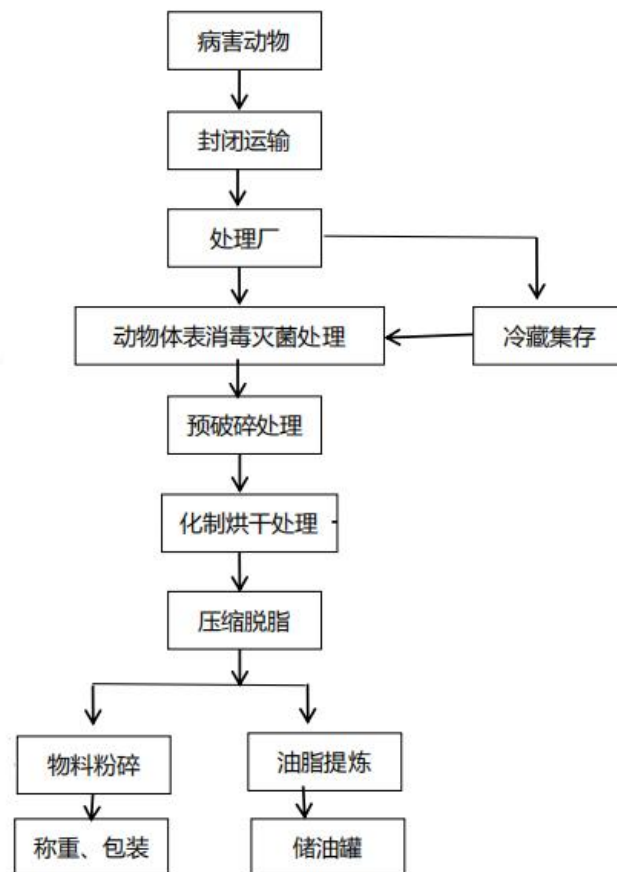 病害动物
封闭运输
处理厂
动物体表消毒灭菌处理
冷藏集存
预破碎处理
化制烘干处理
压缩脱脂
物料粉碎
油脂提炼
称重、包装
储油罐